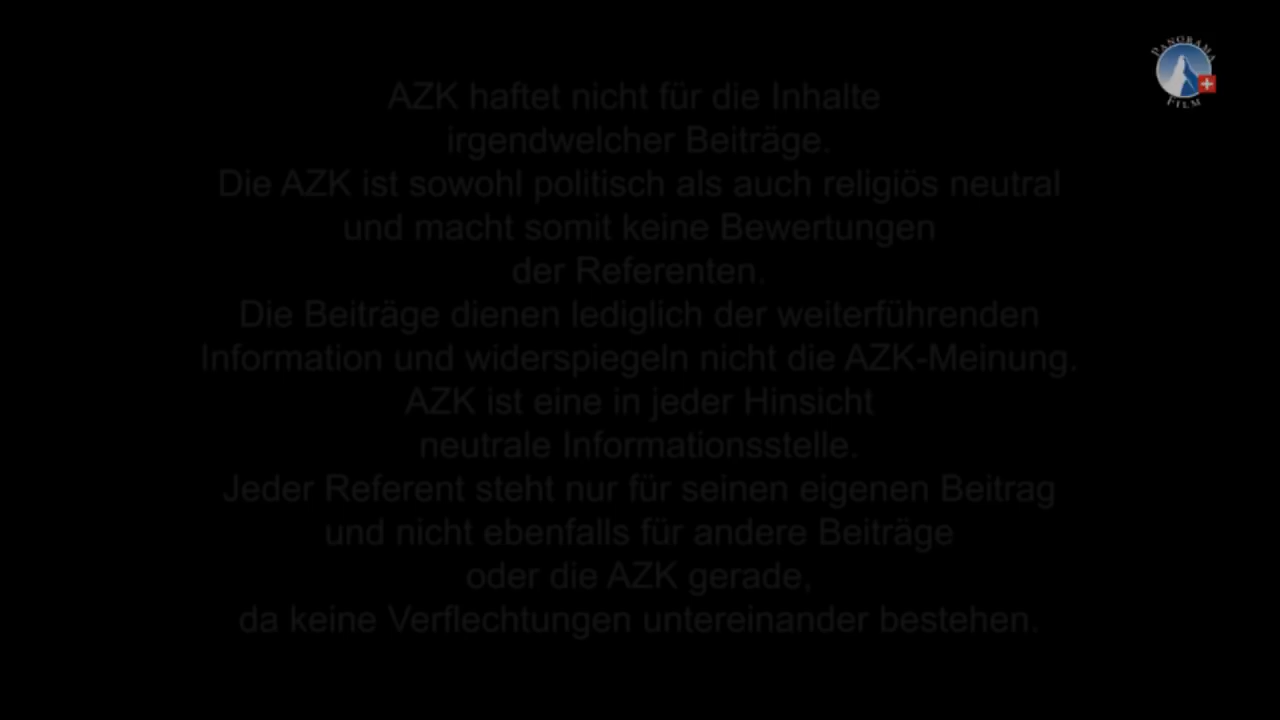 PANORAMA
FILM
AZK haftet nicht für die Inhalte
irgendwelcher Beiträge.
Die AZK ist sowohl politisch als auch religiös neutral
und macht somit keine Bewertungen
der Referenten.
Die Beiträge dienen lediglich der weiterführenden
Information und widerspiegeln nicht die AZK-Meinung.
AZK ist eine in jeder Hinsicht
neutrale Informationsstelle.
Jeder Referent steht nur für seinen eigenen Beitrag
und nicht ebenfalls für andere Beiträge
oder die AZK gerade,
da keine Verflechtungen untereinander bestehen.